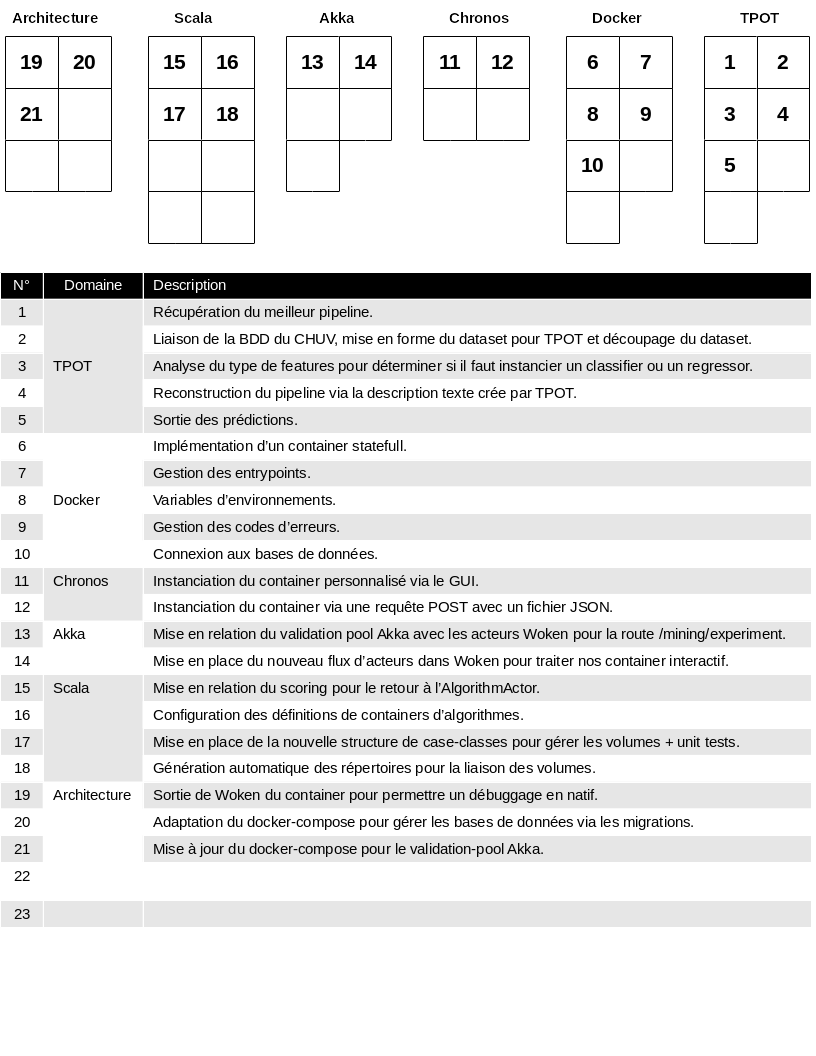 Architecture Scala Akka Chronos Docker TPOT
19 20 15 16 13 14 11 12 6 7 1 2
21 17 18 8 9 3 4
10 5
N° Domaine Description
1 Récupération du meilleur pipeline.
2 Liaison de la BDD du CHUV, mise en forme du dataset pour TPOT et découpage du dataset.
3 TPOT Analyse du type de features pour déterminer si il faut instancier un classifier ou un regressor.
4 Reconstruction du pipeline via la description texte crée par TPOT.
5 Sortie des prédictions.
6 Implémentation d'un container statefull.
7 Gestion des entrypoints.
8 Docker Variables d'environnements.
9 Gestion des codes d'erreurs.
10 Connexion aux bases de données.
11 Chronos Instanciation du container personnalisé via le GUI.
12 Instanciation du container via une requête POST avec un fichier JSON.
13 Akka Mise en relation du validation pool Akka avec les acteurs Woken pour la route /mining/experiment.
14 Mise en place du nouveau flux d'acteurs dans Woken pour traiter nos container interactif.
15 Scala Mise en relation du scoring pour le retour à l'AlgorithmActor.
16 Configuration des définitions de containers d'algorithmes.
17 Mise en place de la nouvelle structure de case-classes pour gérer les volumes + unit tests.
18 Génération automatique des répertoires pour la liaison des volumes.
19 Architecture Sortie de Woken du container pour permettre un débuggage en natif.
20 Adaptation du docker-compose pour gérer les bases de données via les migrations.
21 Mise à jour du docker-compose pour le validation-pool Akka.
22
23